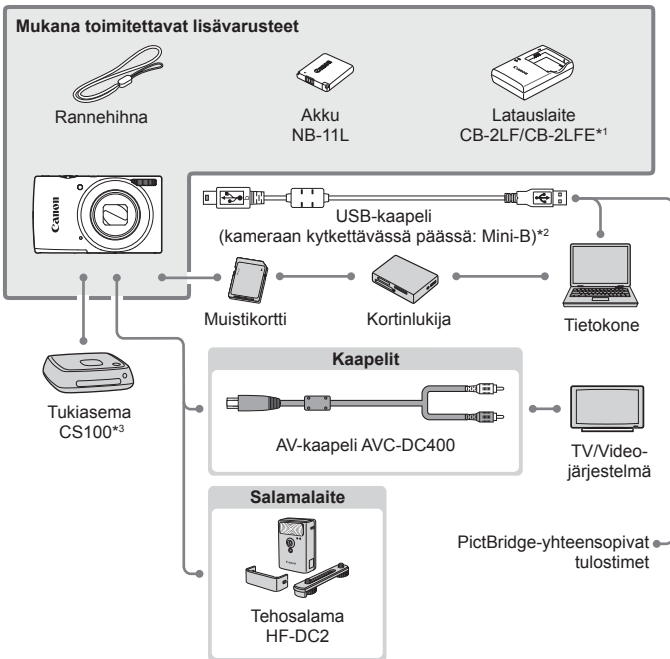 Mukana toimitettavat lisävarusteet
Rannehihna
Akku
NB-11L
Latauslaite
CB-2LF/CB-2LFE*1
Canon
USB-kaapeli
(kameraan kytkettävässä päässä: Mini-B)*2
Muistikortti
Kortinlukija
Tietokone
Tukiasema
CS100*3
Kaapelit
AV-kaapeli AVC-DC400
TV/Video-
järjestelmä
Salamalaite
Tehosalama
HF-DC2
PictBridge-yhteensopivat
tulostimet